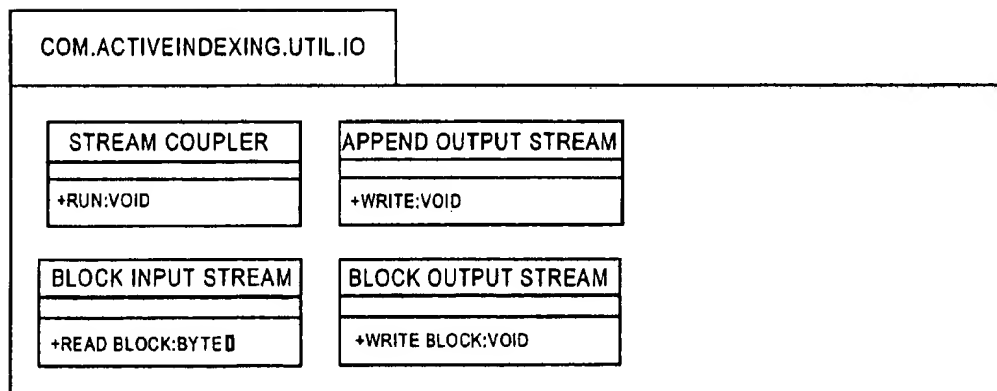 COM.ACTIVEINDEXING.UTIL.IO
STREAM COUPLER
+RUN:VOID
APPEND OUTPUT STREAM
+WRITE:VOID
BLOCK INPUT STREAM
+READ BLOCK:BYTE[]
BLOCK OUTPUT STREAM
+WRITE BLOCK:VOID